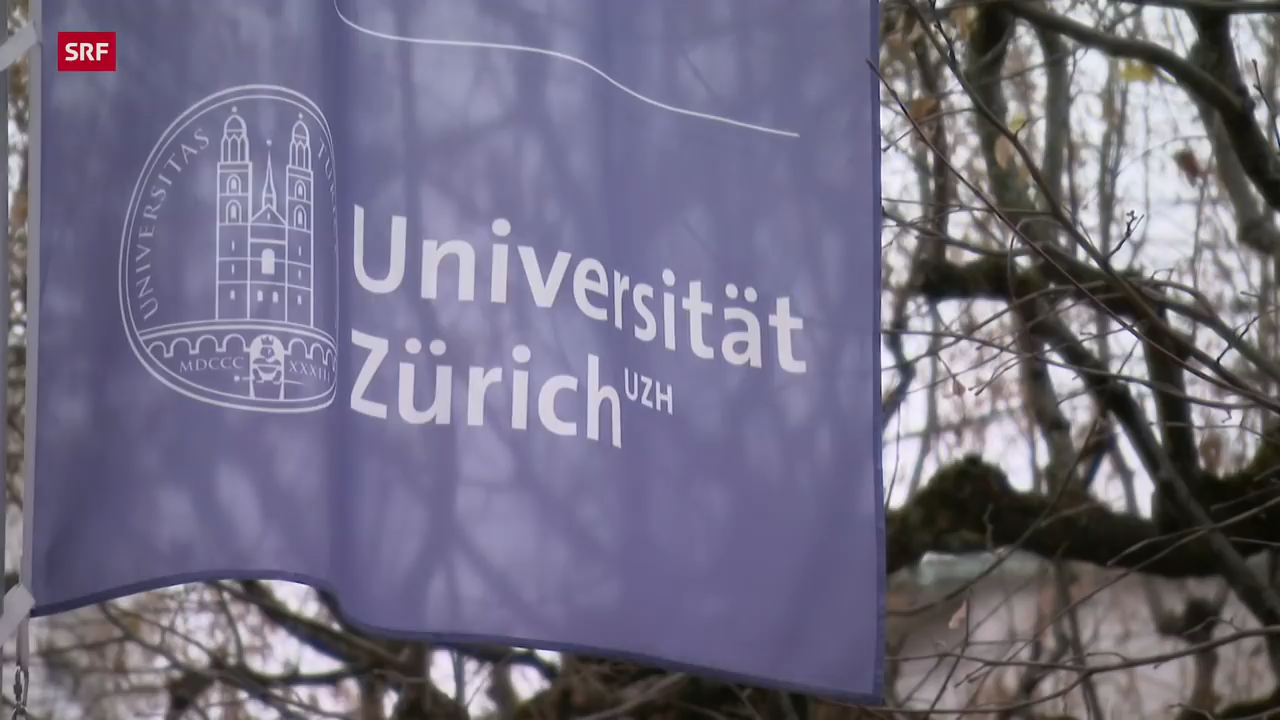 SRF
UNIVERSITAS
MDCCC XXXIII
Universität
Zürich UZH